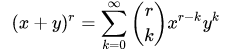 (x + y)^r = \sum_{k=0}^{\infty} \binom{r}{k} x^{r-k} y^k